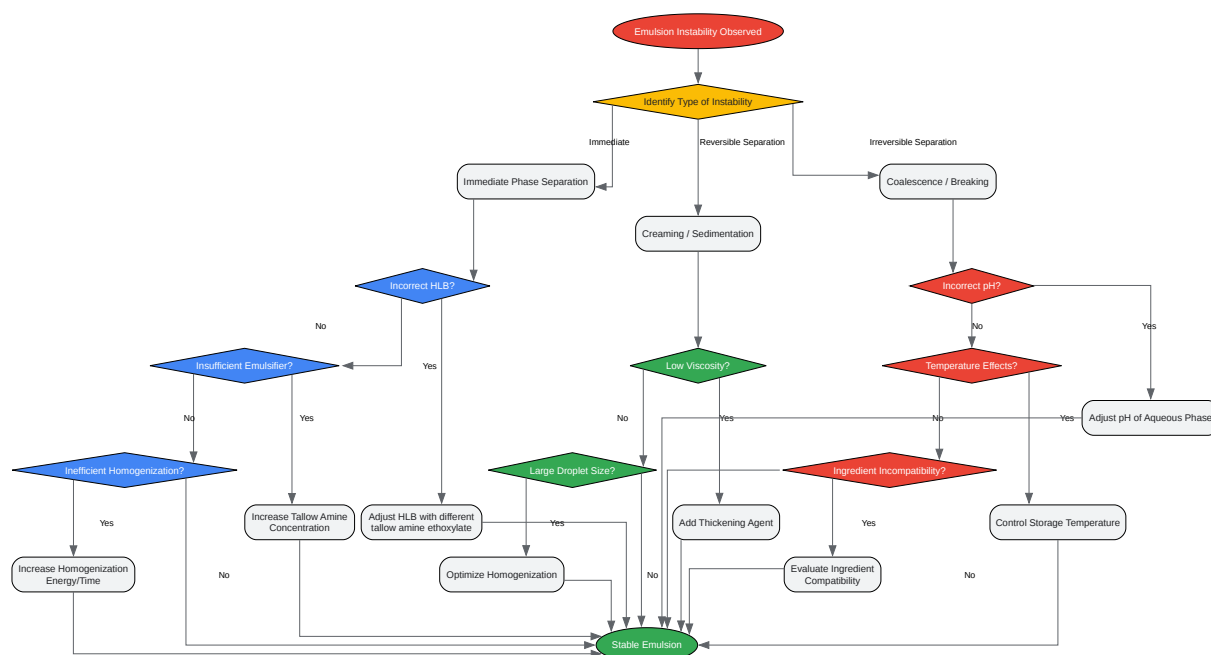 Emulsion Instability Observed
Identify Type of Instability
Immediate
Reversible Separation
Irreversible Separation
Immediate Phase Separation
Coalescence / Breaking
Creaming / Sedimentation
Incorrect HLB?
Incorrect pH?
No
No
Yes
Insufficient Emulsifier?
Yes
Low Viscosity?
Temperature Effects?
No
Yes
No
Yes
No
Yes
Adjust pH of Aqueous Phase
Inefficient Homogenization?
Large Droplet Size?
Ingredient Incompatibility?
Yes
Increase Tallow Amine
Concentration
Adjust HLB with different
tallow amine ethoxylate
Yes
Add Thickening Agent
Yes
Control Storage Temperature
Increase Homogenization
Energy/Time
No
Optimize Homogenization
No
Evaluate Ingredient
Compatibility
No
Stable Emulsion